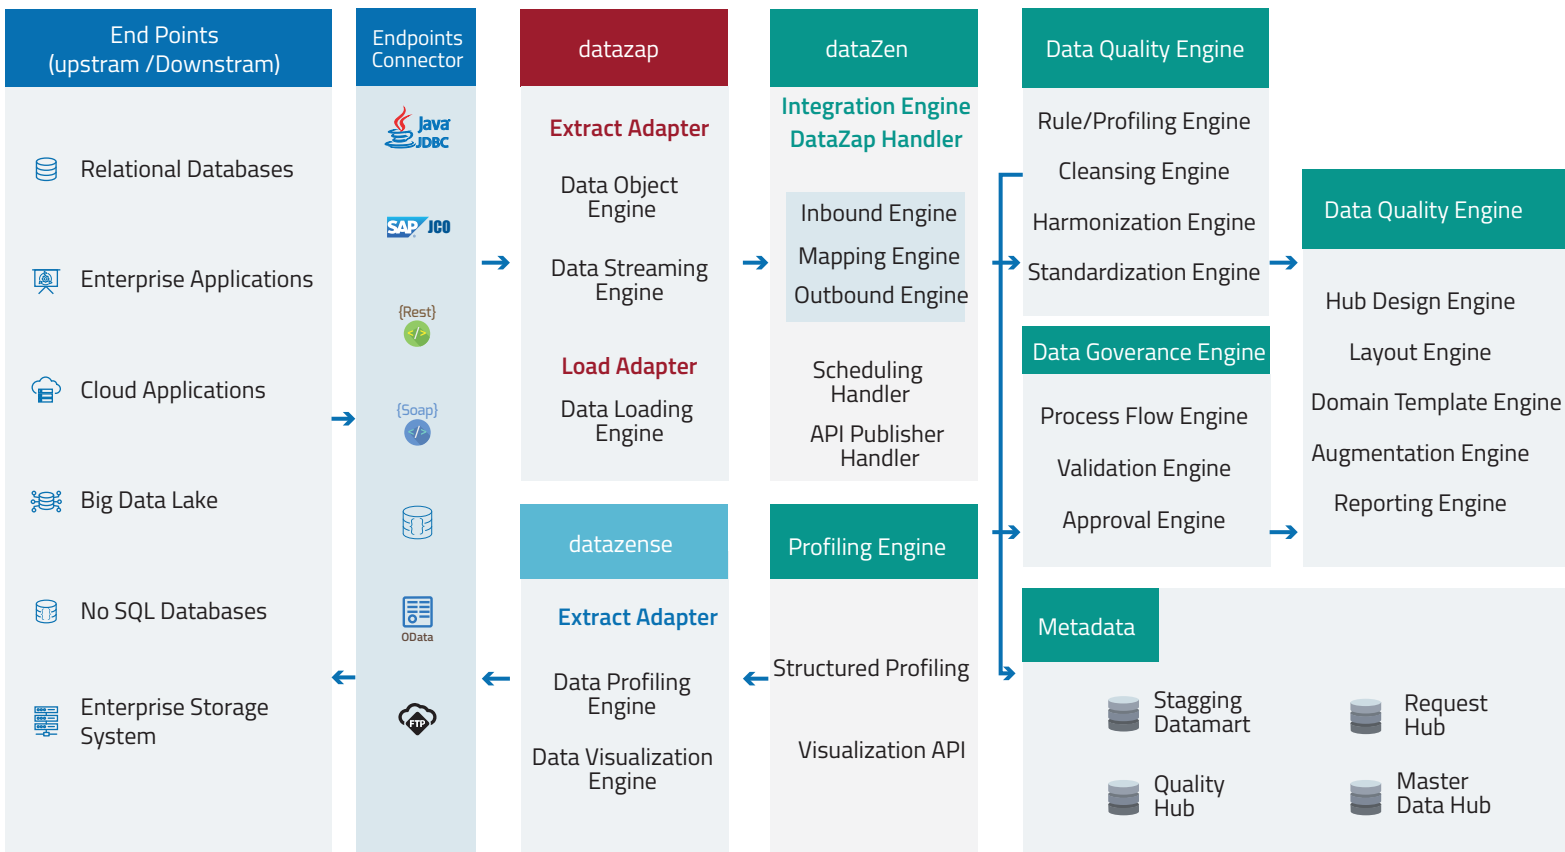 End Points
(upstram /Downstram)
Relational Databases
Enterprise Applications
Cloud Applications
Big Data Lake
No SQL Databases
Enterprise Storage
System
Endpoints
Connector
Java
JDBC
SAP JCO
{Rest}
</>
{Soap}
</>
{ }
OData
FTP
datazap
Extract Adapter
Data Object
Engine
Data Streaming
Engine
Load Adapter
Data Loading
Engine
datazense
Extract Adapter
Data Profiling
Engine
Data Visualization
Engine
dataZen
Integration Engine
DataZap Handler
Inbound Engine
Mapping Engine
Outbound Engine
Scheduling
Handler
API Publisher
Handler
Profiling Engine
Structured Profiling
Visualization API
Data Quality Engine
Rule/Profiling Engine
Cleansing Engine
Harmonization Engine
Standardization Engine
Data Goverance Engine
Process Flow Engine
Validation Engine
Approval Engine
Metadata
Stagging
Datamart
Request
Hub
Quality
Hub
Master
Data Hub
Data Quality Engine
Hub Design Engine
Layout Engine
Domain Template Engine
Augmentation Engine
Reporting Engine